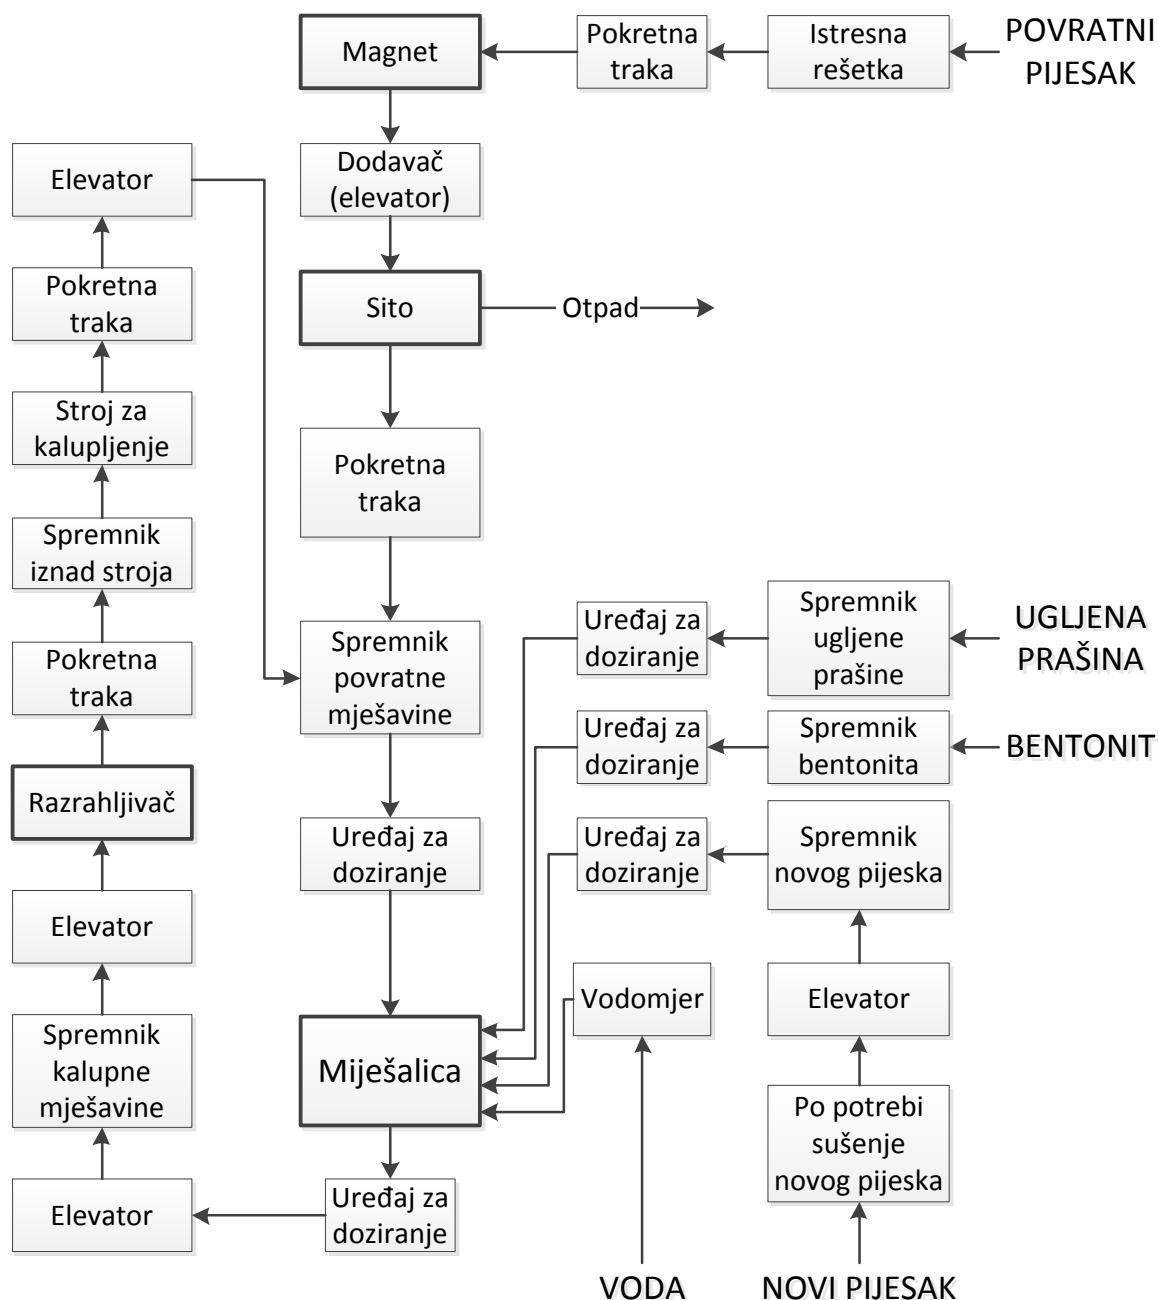 Magnet
Pokretna
traka
Istresna
rešetka
POVRATNI
PIJESAK
Elevator
Dodavač
(elevator)
Pokretna
traka
Sito
Otpad
Stroj za
kalupljenje
Pokretna
traka
Spremnik
iznad stroja
Spremnik
povratne
mješavine
Uređaj za
doziranje
Spremnik
ugljene
prašine
UGLJENA
PRAŠINA
Pokretna
traka
Uređaj za
doziranje
Spremnik
bentonita
BENTONIT
Razrahljivač
Uređaj za
doziranje
Uređaj za
doziranje
Spremnik
novog pijeska
Elevator
Vodomjer
Elevator
Spremnik
kalupne
mješavine
Miješalica
Po potrebi
sušenje
novog pijeska
Elevator
Uređaj za
doziranje
VODA
NOVI PIJESAK